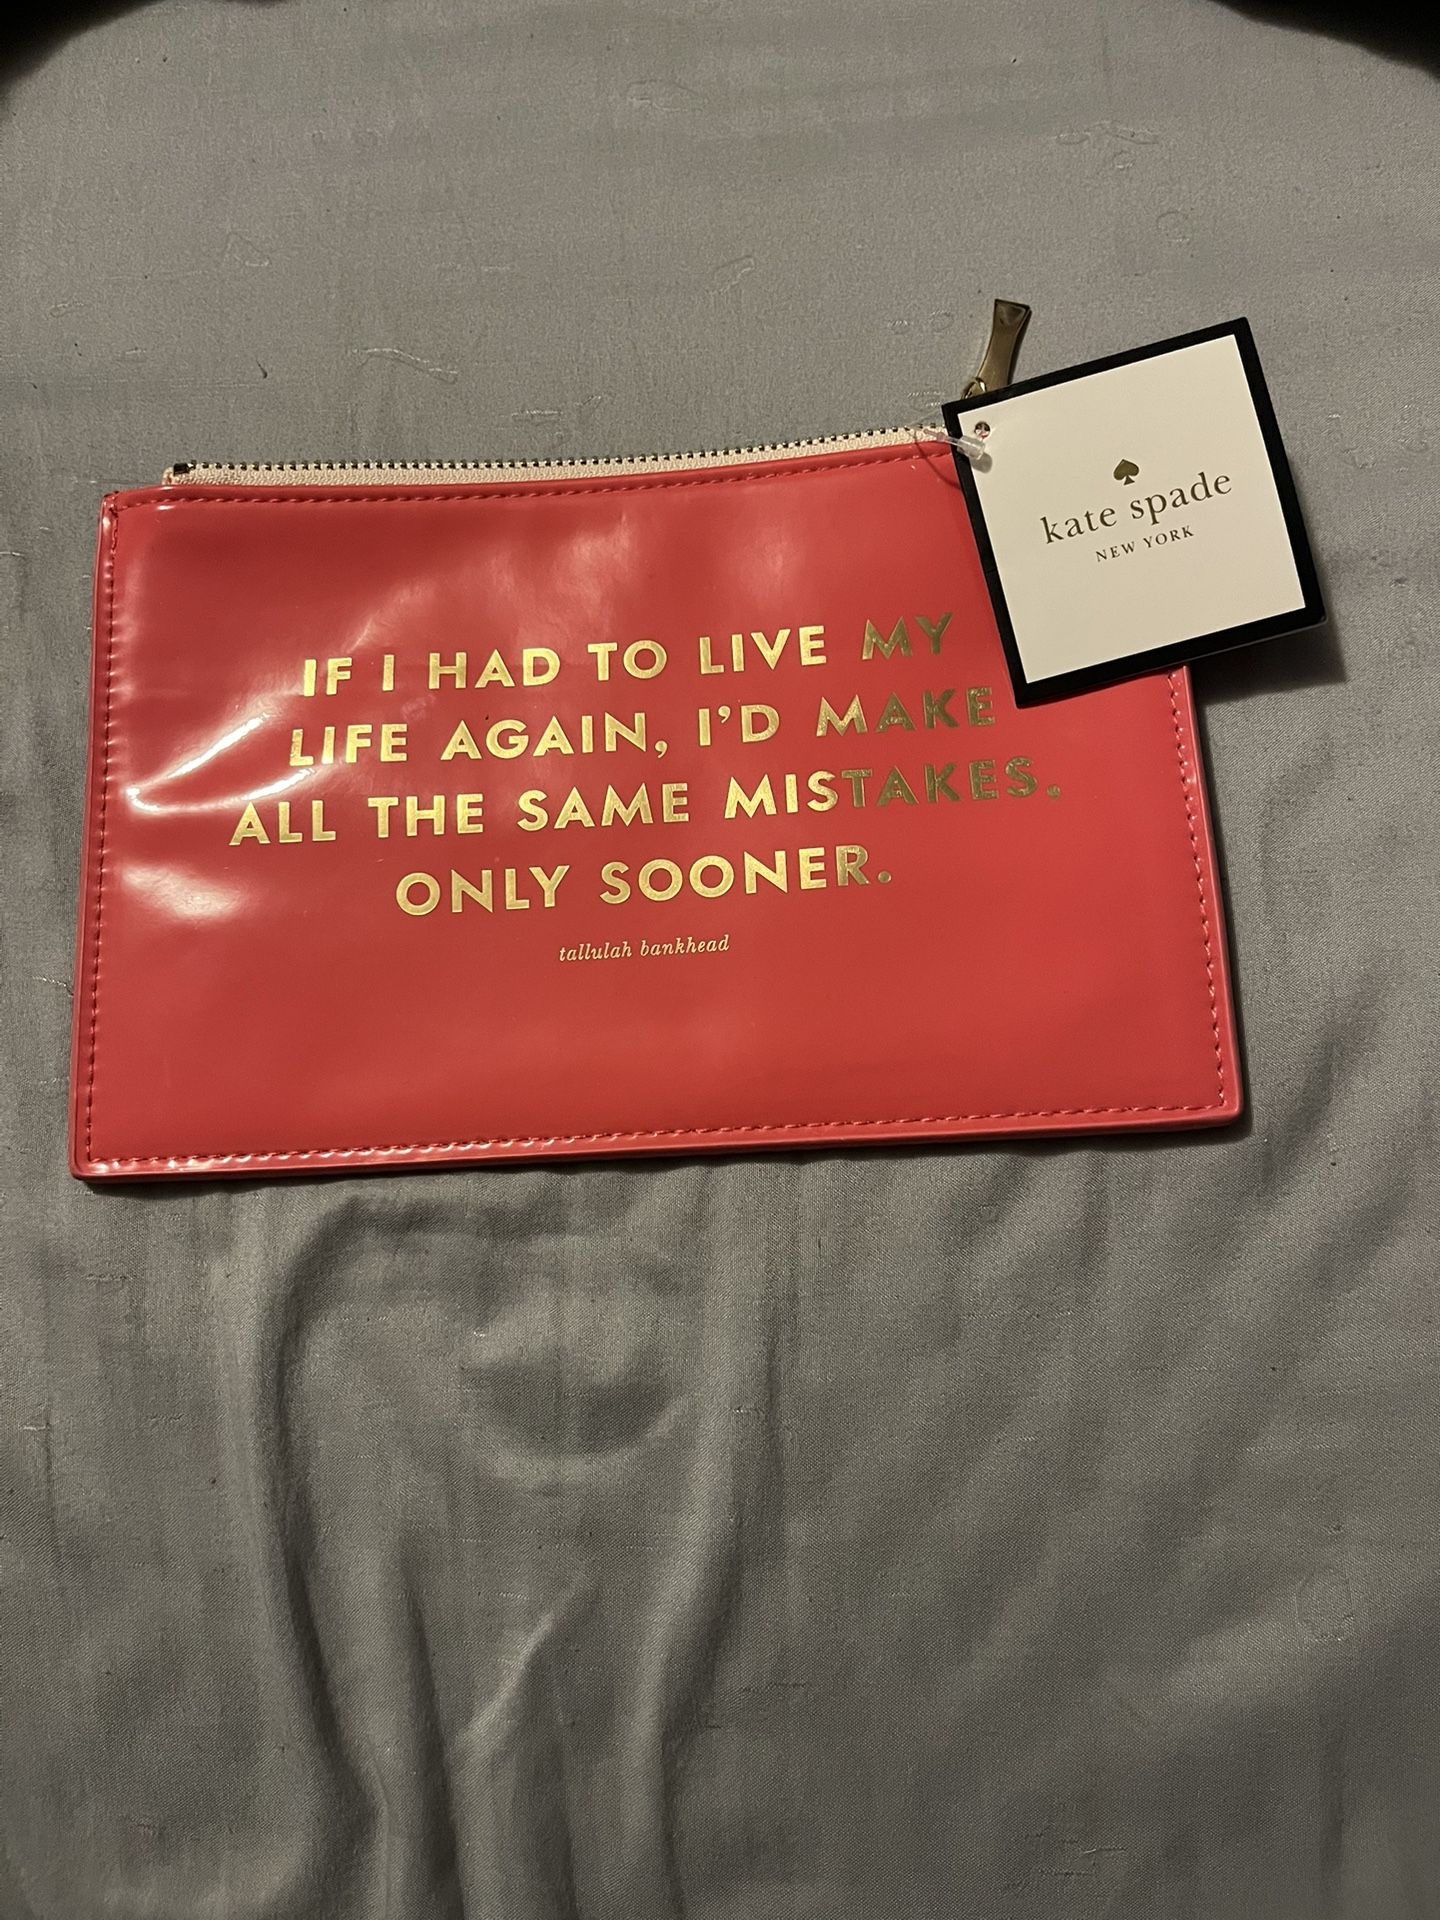 IF I HAD TO LIVE MY
LIFE AGAIN, I'D MAKE
ALL THE SAME MISTAKES,
ONLY SOONER.
tallulah bankhead
kate spade
NEW YORK